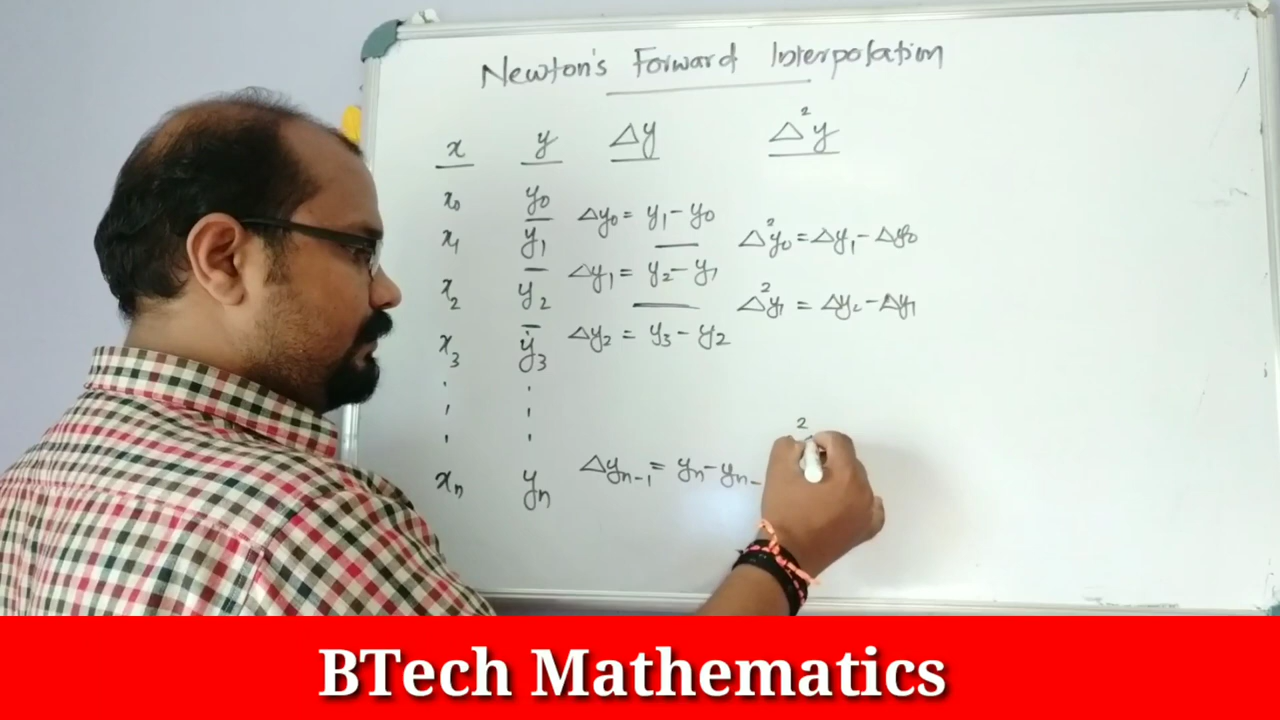 Newton's Forward Interpolation
x y Δy Δ²y
x₀ y₀
Δy₀ = y₁ - y₀
x₁ y₁ Δ²y₀ = Δy₁ - Δy₀
Δy₁ = y₂ - y₁
x₂ y₂ Δ²y₁ = Δy₂ - Δy₁
Δy₂ = y₃ - y₂
x₃ y₃
2
Δyₙ₋₁ = yₙ - yₙ₋
xₙ yₙ
BTech Mathematics